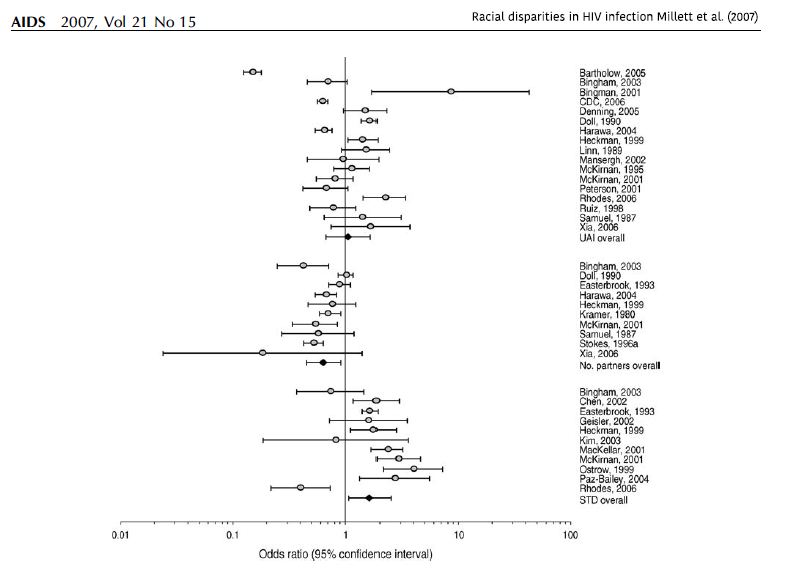 AIDS 2007, Vol 21 No 15
Racial disparities in HIV infection Millett et al. (2007)
Bartholow, 2005
Bingham, 2003
Bingman, 2001
CDC, 2006
Denning, 2005
Doll, 1990
Harawa, 2004
Heckman, 1999
Linn, 1989
Mansergh, 2002
McKirnan, 1995
McKirnan, 2001
Peterson, 2001
Rhodes, 2006
Ruiz, 1998
Samuel, 1987
Xia, 2006
UAI overall
Bingham, 2003
Doll, 1990
Easterbrook, 1993
Harawa, 2004
Heckman, 1999
Kramer, 1980
McKirnan, 2001
Samuel, 1987
Stokes, 1996a
Xia, 2006
No. partners overall
Bingham, 2003
Chen, 2002
Easterbrook, 1993
Geisler, 2002
Heckman, 1999
Kim, 2003
MacKellar, 2001
McKirnan, 2001
Ostrow, 1999
Paz-Bailey, 2004
Rhodes, 2006
STD overall
0.01 0.1 1 10 100
Odds ratio (95% confidence interval)